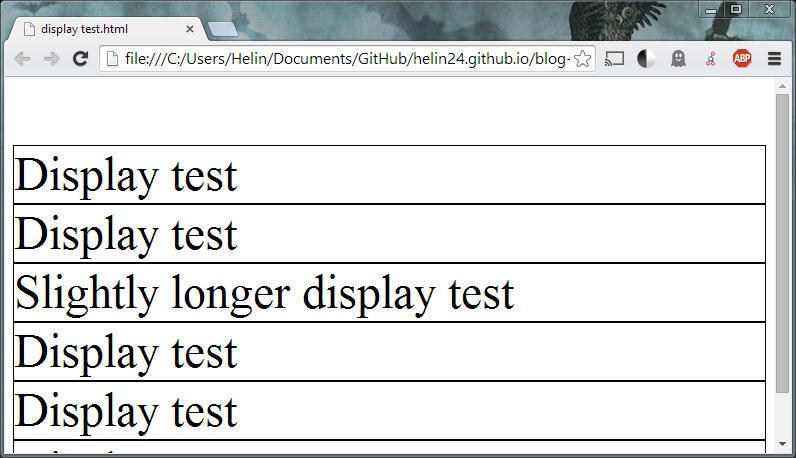 display test.html
file:///C:/Users/Helin/Documents/GitHub/helin24.github.io/blog-
ABP
Display test
Display test
Slightly longer display test
Display test
Display test